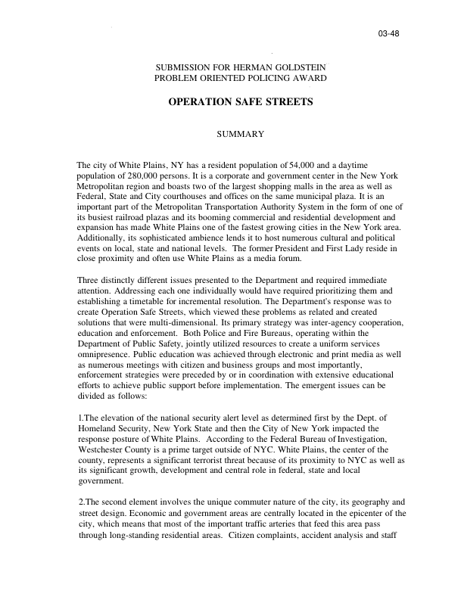 03-48
SUBMISSION FOR HERMAN GOLDSTEIN
PROBLEM ORIENTED POLICING AWARD
OPERATION SAFE STREETS
SUMMARY
The city of White Plains, NY has a resident population of 54,000 and a daytime
population of 280,000 persons. It is a corporate and government center in the New York
Metropolitan region and boasts two of the largest shopping malls in the area as well as
Federal, State and City courthouses and offices on the same municipal plaza. It is an
important part of the Metropolitan Transportation Authority System in the form of one of
its busiest railroad plazas and its booming commercial and residential development and
expansion has made White Plains one of the fastest growing cities in the New York area.
Additionally, its sophisticated ambience lends it to host numerous cultural and political
events on local, state and national levels. The former President and First Lady reside in
close proximity and often use White Plains as a media forum.
Three distinctly different issues presented to the Department and required immediate
attention. Addressing each one individually would have required prioritizing them and
establishing a timetable for incremental resolution. The Department's response was to
create Operation Safe Streets, which viewed these problems as related and created
solutions that were multi-dimensional. Its primary strategy was inter-agency cooperation,
education and enforcement. Both Police and Fire Bureaus, operating within the
Department of Public Safety, jointly utilized resources to create a uniform services
omnipresence. Public education was achieved through electronic and print media as well
as numerous meetings with citizen and business groups and most importantly,
enforcement strategies were preceded by or in coordination with extensive educational
efforts to achieve public support before implementation. The emergent issues can be
divided as follows:
1.The elevation of the national security alert level as determined first by the Dept. of
Homeland Security, New York State and then the City of New York impacted the
response posture of White Plains. According to the Federal Bureau of Investigation,
Westchester County is a prime target outside of NYC. White Plains, the center of the
county, represents a significant terrorist threat because of its proximity to NYC as well as
its significant growth, development and central role in federal, state and local
government.
2.The second element involves the unique commuter nature of the city, its geography and
street design. Economic and government areas are centrally located in the epicenter of the
city, which means that most of the important traffic arteries that feed this area pass
through long-standing residential areas. Citizen complaints, accident analysis and staff